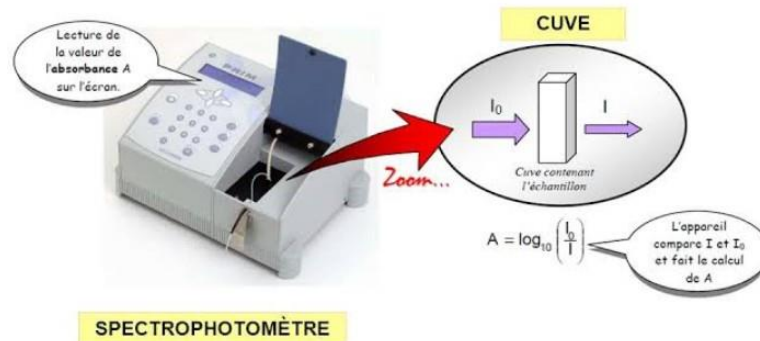 Lecture de
la valeur de
l'absorbance A
sur l'écran.
CUVE
I₀
I
Cuve contenant
l'échantillon
Zoom...
A = log₁₀ (I₀/I)
L'appareil
compare I et I₀
et fait le calcul
de A
SPECTROPHOTOMÈTRE